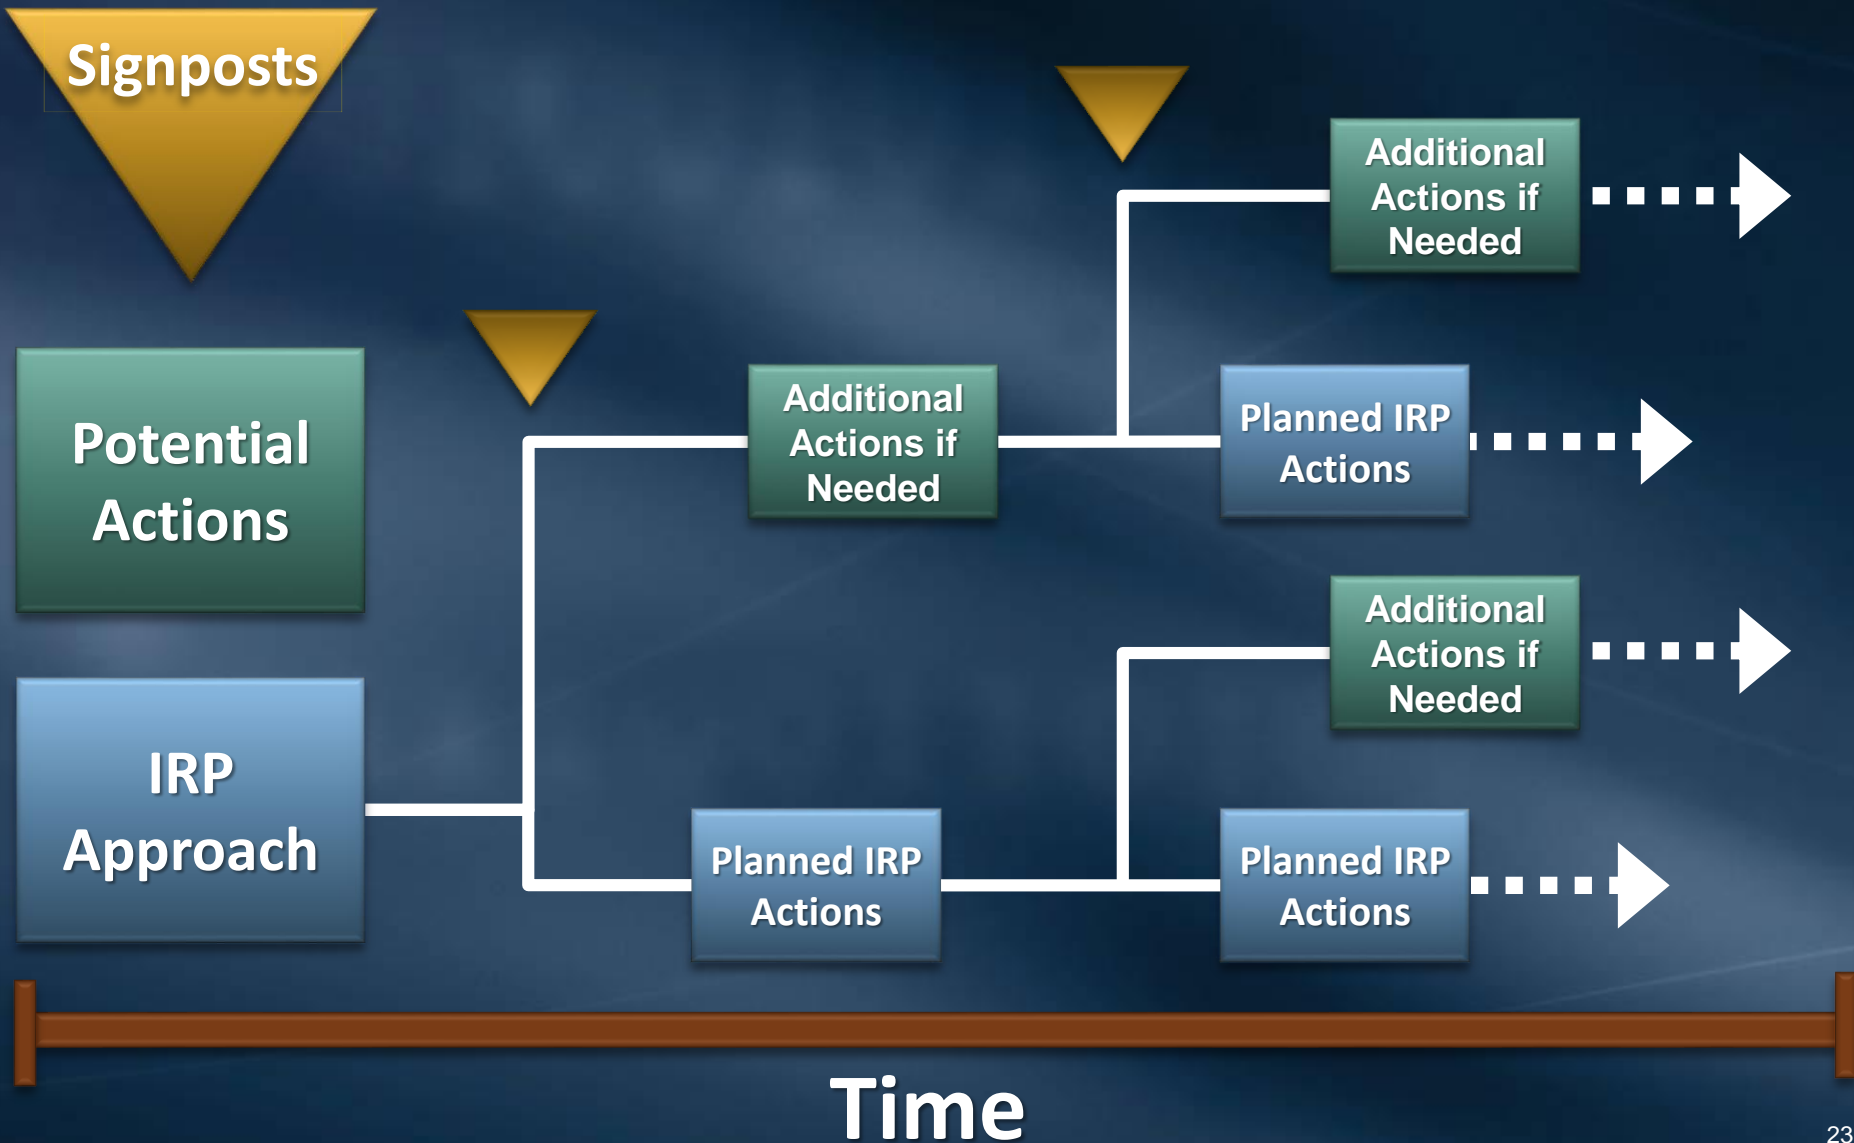 Signposts
Potential
Actions
IRP
Approach
Additional
Actions if
Needed
Planned IRP
Actions
Additional
Actions if
Needed
Planned IRP
Actions
Additional
Actions if
Needed
Planned IRP
Actions
Time
23